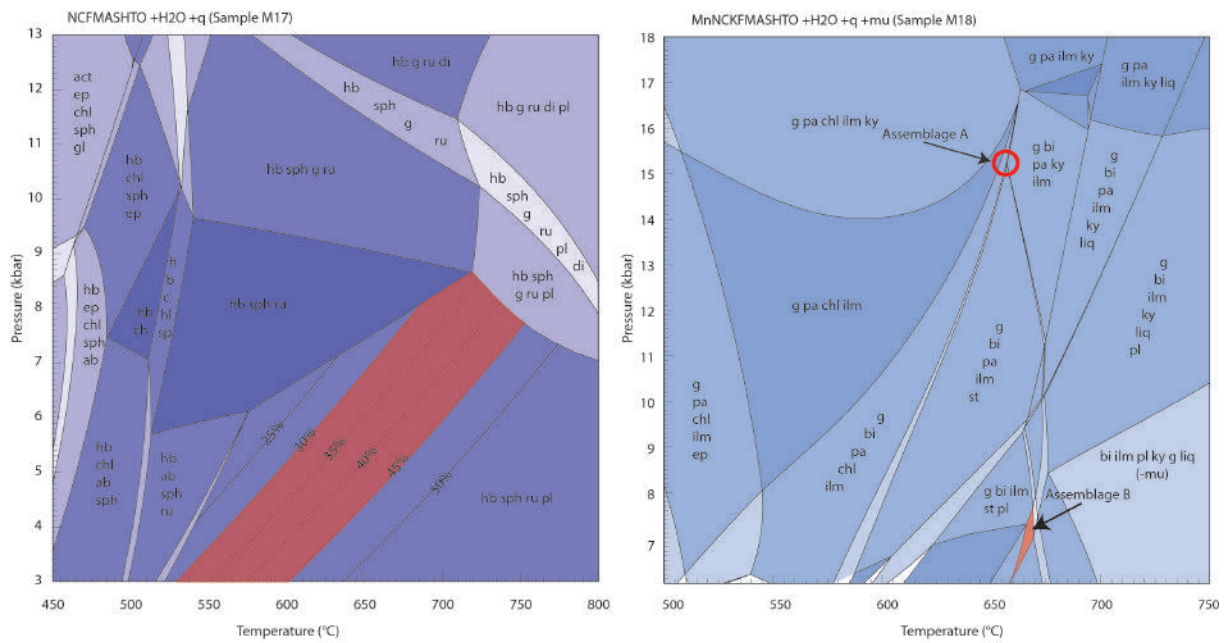 NCFMASHTO +H2O +q (Sample M17)
13
12
11
10
9
8
7
6
5
4
3
Pressure (kbar)
act
ep
chl
sph
gl
hb
chl
sph
ep
hb
ep
chl
sph
ab
hb
ch
hb
chl
ab
sph
hb
ab
sph
ru
hb g ru di
hb
sph
g
ru
hb g ru di pl
hb sph g ru
hb
sph
g
ru
pl
di
hb sph
g ru pl
hb sph ru
25%
30%
35%
40%
45%
50%
hb sph ru pl
450
500
550
600
650
700
750
800
Temperature (°C)
MnNCKFMASHTO +H2O +q +mu (Sample M18)
18
17
16
15
14
13
12
11
10
9
8
7
Pressure (kbar)
g pa ilm ky
g pa
ilm ky liq
g pa chl ilm ky
Assemblage A
g bi
pa ky
ilm
g
bi
pa
ilm
ky
liq
g
bi
ilm
ky
liq
pl
g pa chl ilm
g
bi
pa
ilm
st
g
pa
chl
ilm
ep
g
bi
pa
chl
ilm
bi ilm pl ky g liq
(-mu)
g bi ilm
st pl
Assemblage B
500
550
600
650
700
750
Temperature (°C)